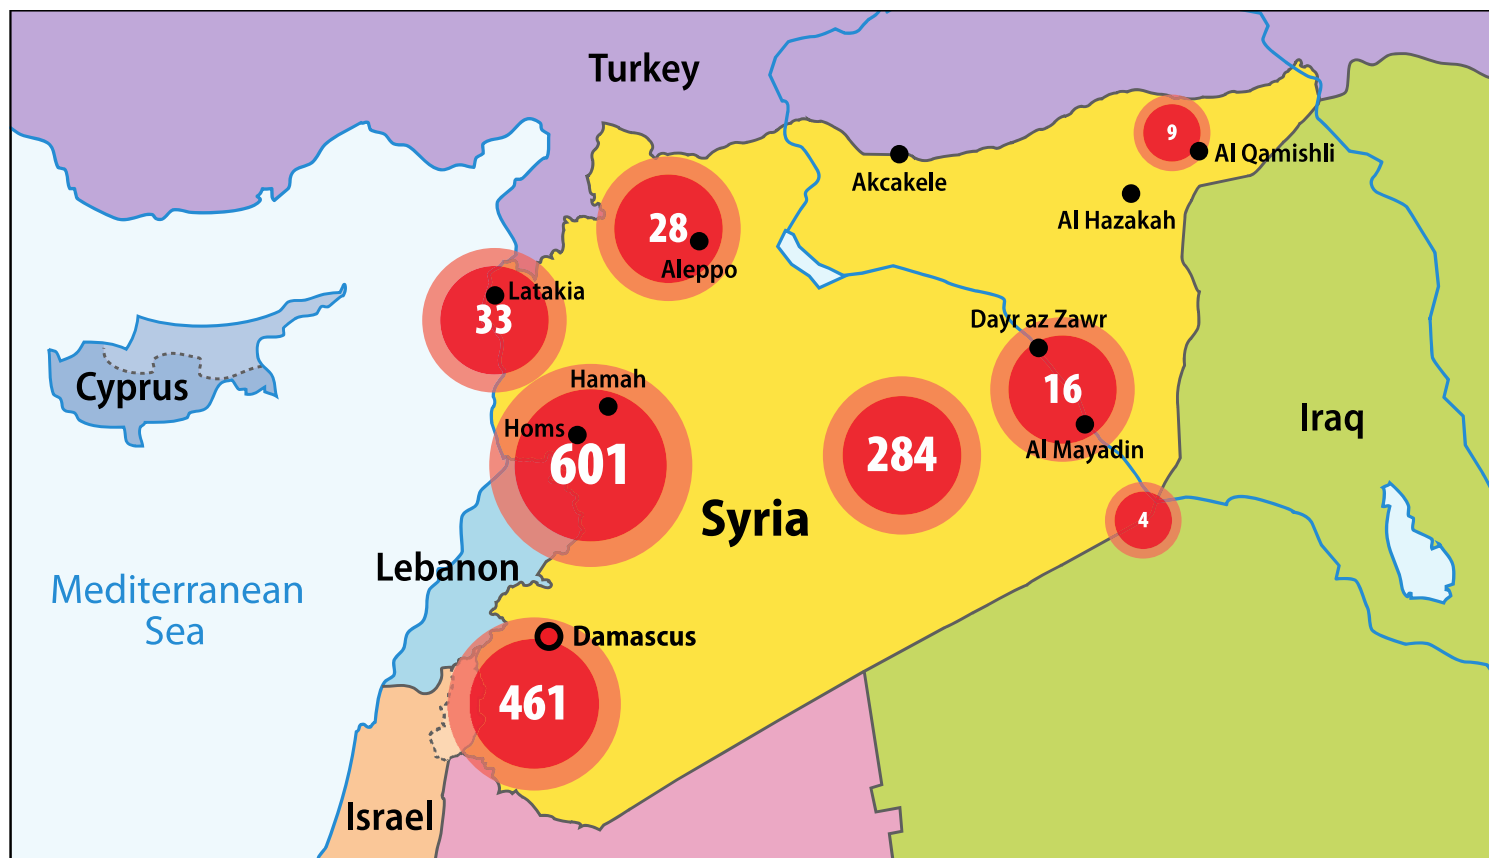 Turkey
9
Al Qamishli
Akcakele
Al Hazakah
28
Aleppo
Latakia
33
Dayr az Zawr
Cyprus
Hamah
16
Iraq
Homs
Al Mayadin
601
284
Syria
4
Lebanon
Mediterranean
Sea
Damascus
461
Israel